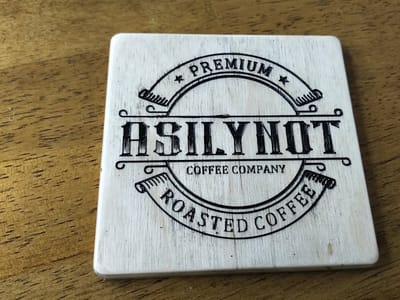 PREMIUM
ASILYNOT
COFFEE COMPANY
ROASTED COFFEE